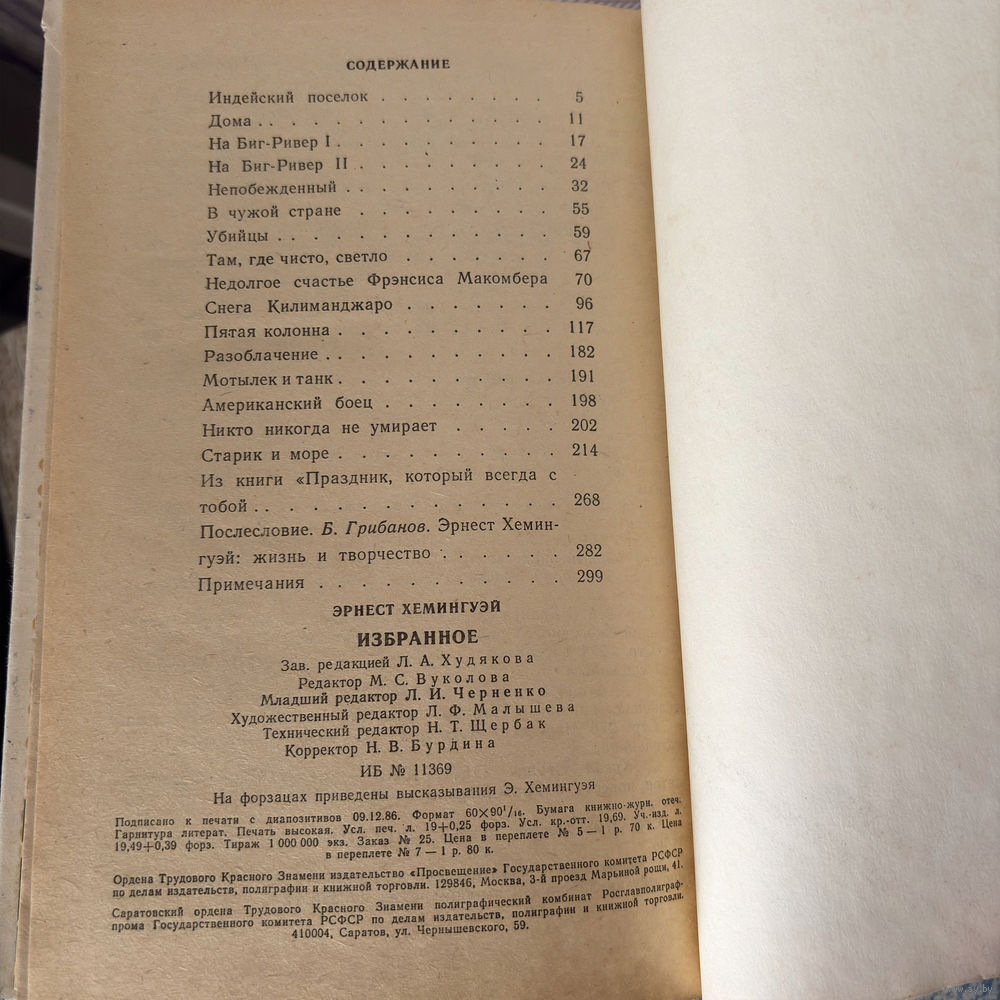 СОДЕРЖАНИЕ
Индейский поселок . . . . . . . . 5
Дома . . . . . . . . . . . . . . 11
На Биг-Ривер I . . . . . . . . . . 17
На Биг-Ривер II . . . . . . . . . 24
Непобежденный . . . . . . . . . . 32
В чужой стране . . . . . . . . . 55
Убийцы . . . . . . . . . . . . . 59
Там, где чисто, светло . . . . . . . 67
Недолгое счастье Фрэнсиса Макомбера 70
Снега Килиманджаро . . . . . . . 96
Пятая колонна . . . . . . . . . . 117
Разоблачение . . . . . . . . . . . 182
Мотылек и танк . . . . . . . . . . 191
Американский боец . . . . . . . . 198
Никто никогда не умирает . . . . . 202
Старик и море . . . . . . . . . . 214
Из книги «Праздник, который всегда с
тобой . . . . . . . . . . . . . . 268
Послесловие. Б. Грибанов. Эрнест Хемин-
гуэй: жизнь и творчество . . . . . . 282
Примечания . . . . . . . . . . . 299
ЭРНЕСТ ХЕМИНГУЭЙ
ИЗБРАННОЕ
Зав. редакцией Л. А. Худякова
Редактор М. С. Вуколова
Младший редактор Л. И. Черненко
Художественный редактор Л. Ф. Малышева
Технический редактор Н. Т. Щербак
Корректор Н. В. Бурдина
ИБ № 11369
На форзацах приведены высказывания Э. Хемингуэя
Подписано к печати с диапозитивов 09.12.86. Формат 60×90¹/₁₆. Бумага книжно-журн. отеч.
Гарнитура литерат. Печать высокая. Усл. печ. л. 19+0,25 форз. Усл. кр.-отт. 19,69. Уч.-изд. л.
19,49+0,39 форз. Тираж 1 000 000 экз. Заказ № 25. Цена в переплете № 5 — 1 р. 70 к. Цена
в переплете № 7 — 1 р. 80 к.
Ордена Трудового Красного Знамени издательство «Просвещение» Государственного комитета РСФСР
по делам издательств, полиграфии и книжной торговли. 129846, Москва, 3-й проезд Марьиной рощи, 41.
Саратовский ордена Трудового Красного Знамени полиграфический комбинат Росглавполиграф-
прома Государственного комитета РСФСР по делам издательств, полиграфии и книжной торговли.
410004, Саратов, ул. Чернышевского, 59.
www.ay.by